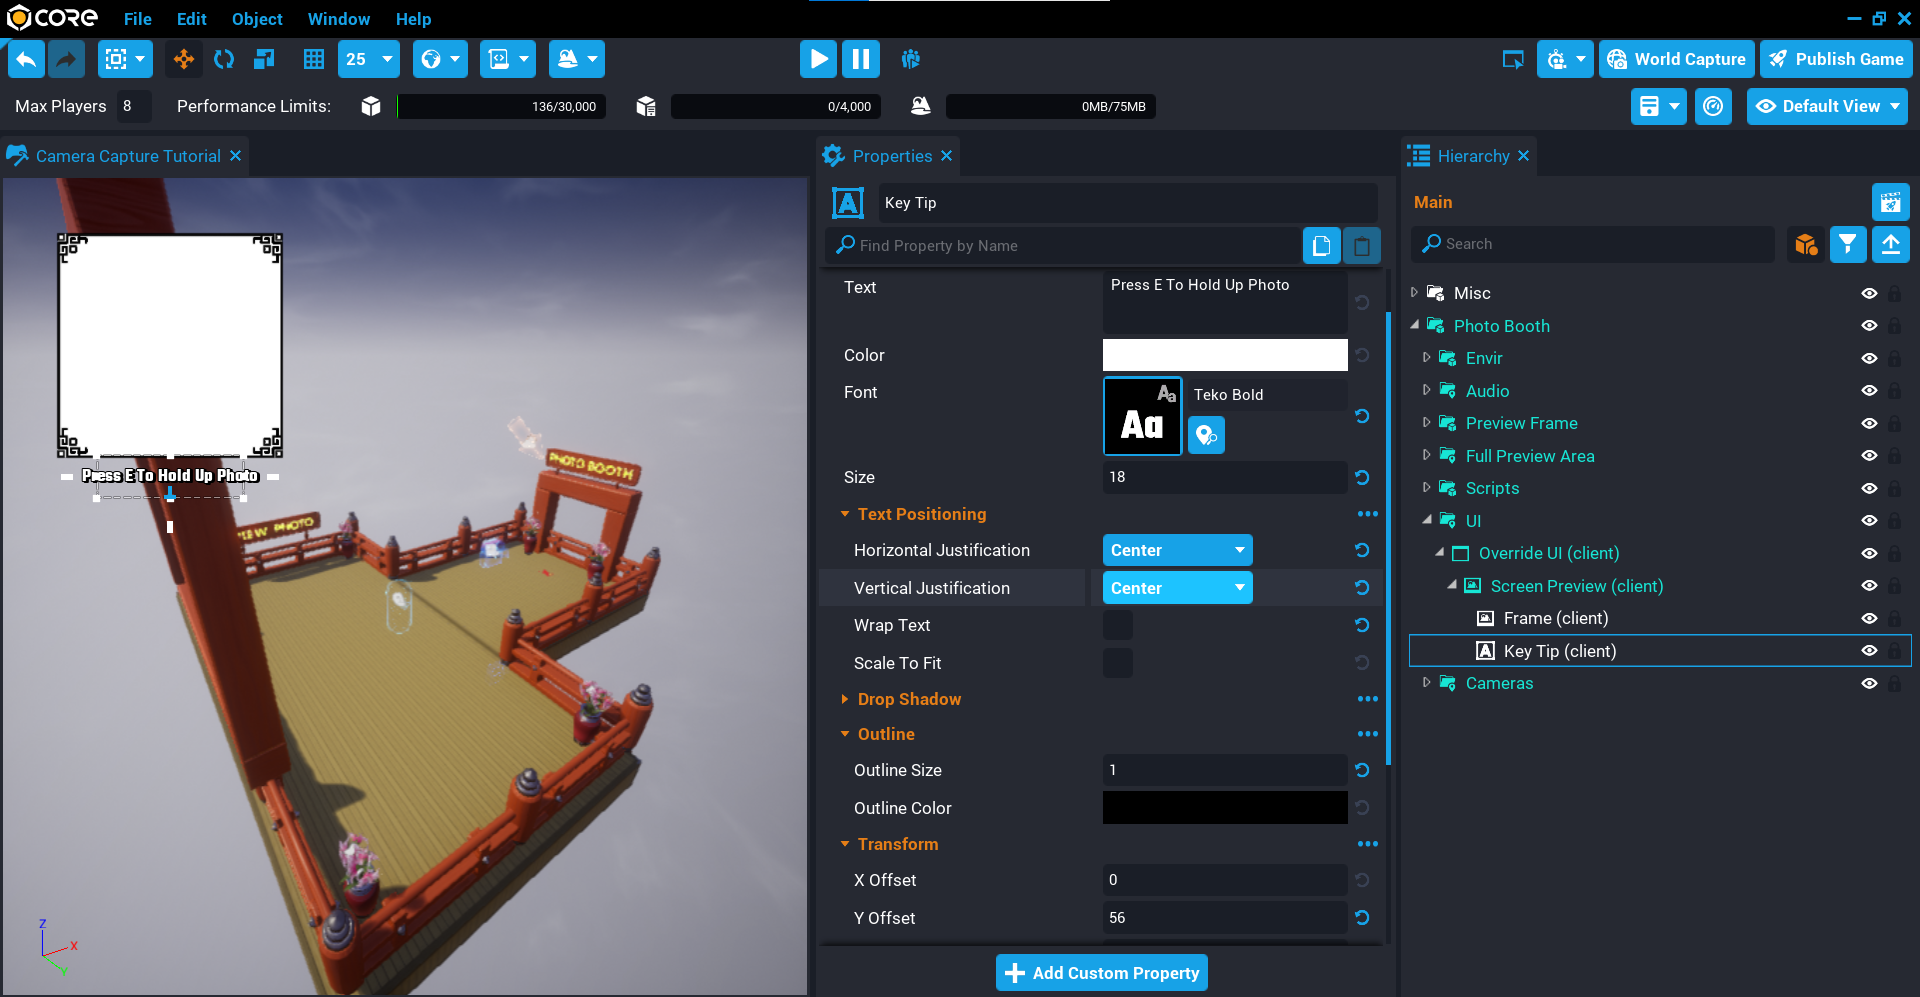 CORE File Edit Object Window Help
25 World Capture Publish Game
Max Players 8 Performance Limits: 136/30,000 0/4,000 0MB/75MB Default View
Camera Capture Tutorial
Press E To Hold Up Photo
PHOTO BOOTH
PHOTO
Z
X
Y
Properties
A Key Tip
Find Property by Name
Text Press E To Hold Up Photo
Color
Font Aa Aa Teko Bold
Size 18
Text Positioning
Horizontal Justification Center
Vertical Justification Center
Wrap Text
Scale To Fit
Drop Shadow
Outline
Outline Size 1
Outline Color
Transform
X Offset 0
Y Offset 56
Add Custom Property
Hierarchy
Main
Search
Misc
Photo Booth
Envir
Audio
Preview Frame
Full Preview Area
Scripts
UI
Override UI (client)
Screen Preview (client)
Frame (client)
A Key Tip (client)
Cameras